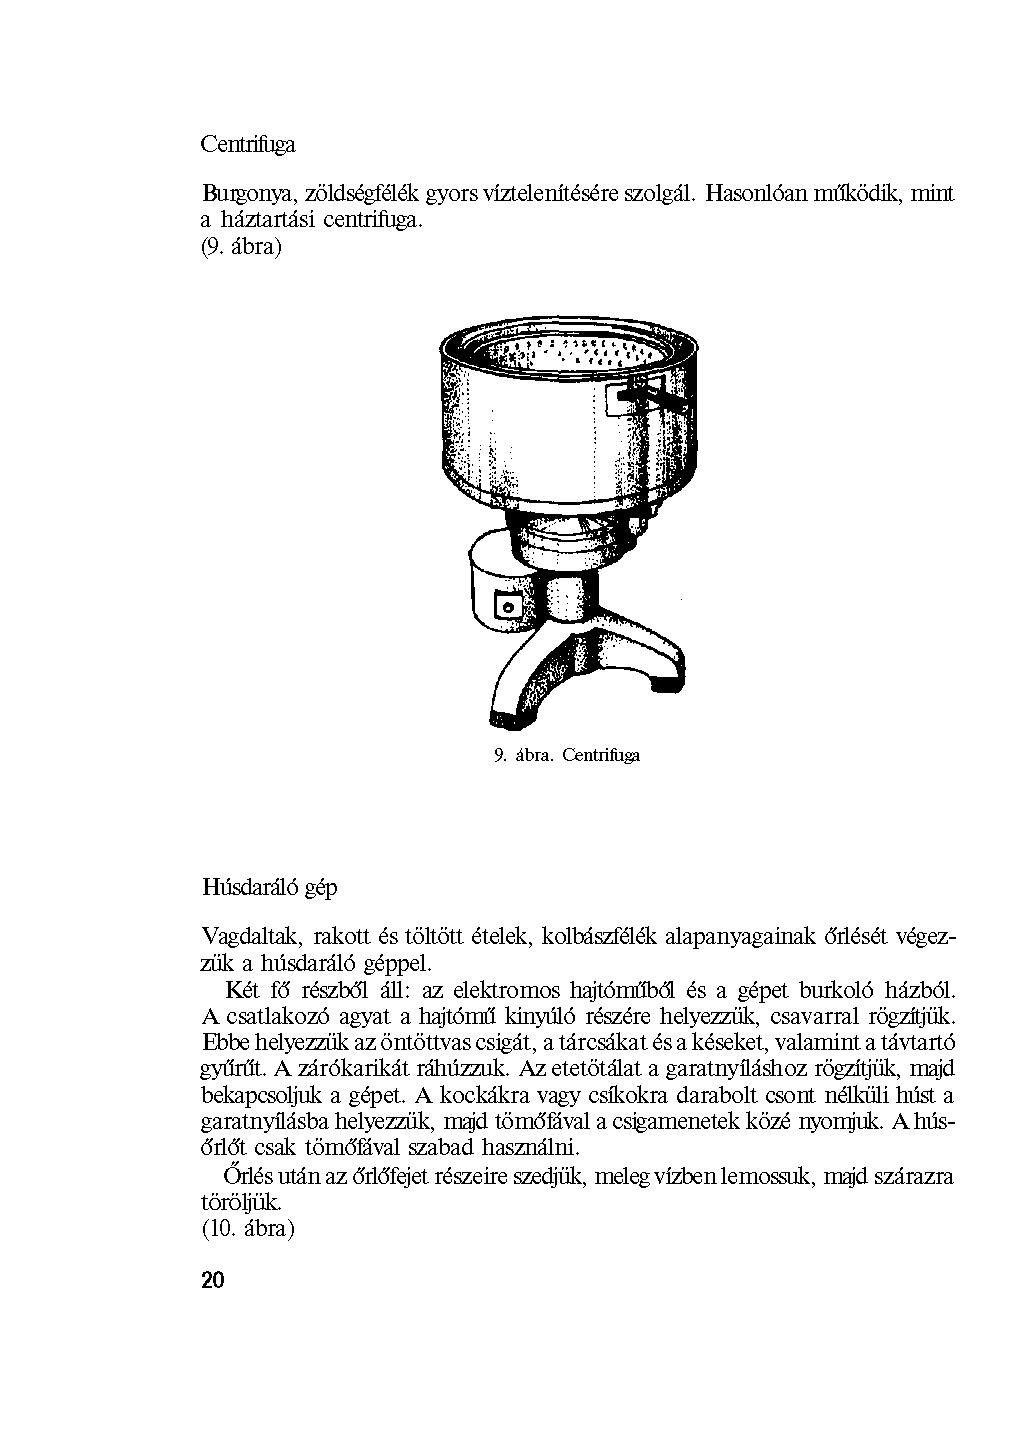 Centrifuga
Burgonya, zöldségfélék gyors víztelenítésére szolgál. Hasonlóan működik, mint
a háztartási centrifuga.
(9. ábra)
9. ábra. Centrifuga
Húsdaráló gép
Vagdaltak, rakott és töltött ételek, kolbászfélék alapanyagainak őrlését végez-
zük a húsdaráló géppel.
Két fő részből áll: az elektromos hajtóműből és a gépet burkoló házból.
A csatlakozó agyat a hajtómű kinyúló részére helyezzük, csavarral rögzítjük.
Ebbe helyezzük az öntöttvas csigát, a tárcsákat és a késeket, valamint a távtartó
gyűrűt. A zárókarikát ráhúzzuk. Az etetötálat a garatnyíláshoz rögzítjük, majd
bekapcsoljuk a gépet. A kockákra vagy csíkokra darabolt csont nélküli húst a
garatnyílásba helyezzük, majd tömőfával a csigamenetek közé nyomjuk. A hús-
őrlőt csak tömőfával szabad használni.
Őrlés után az őrlőfejet részeire szedjük, meleg vízben lemossuk, majd szárazra
töröljük.
(10. ábra)
20